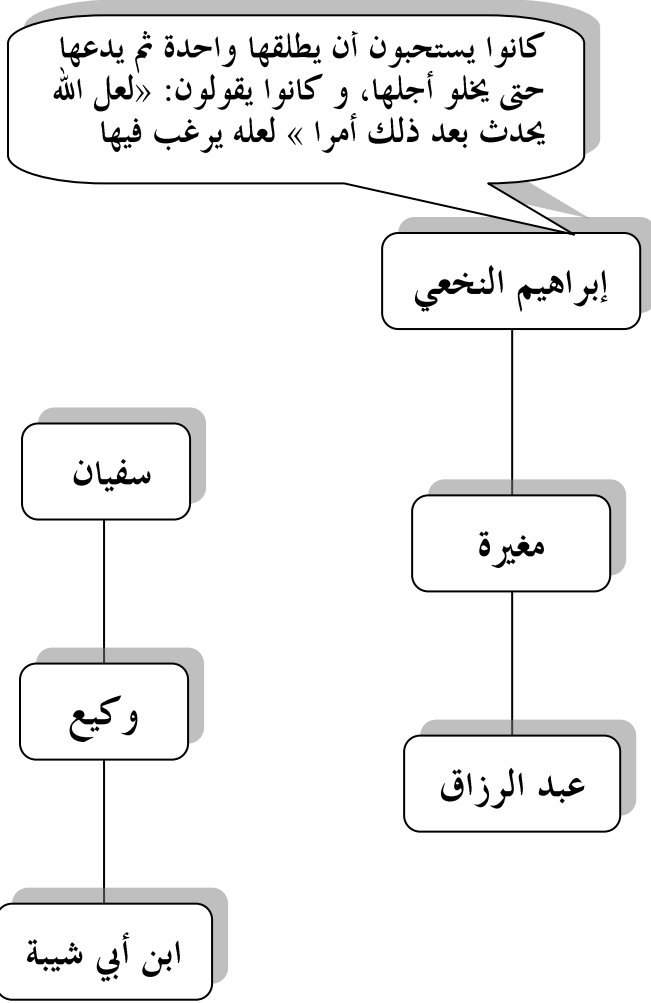 كانوا يستحبون أن يطلقها واحدة ثم يدعها
حتى يخلو أجلها، و كانوا يقولون: «لعل الله
يحدث بعد ذلك أمرا » لعله يرغب فيها
إبراهيم النخعي
سفيان
مغيرة
وكيع
عبد الرزاق
ابن أبي شيبة